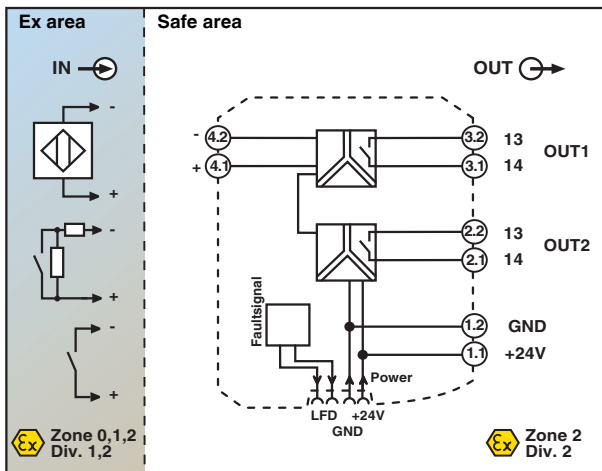 Ex area
Safe area
IN
OUT
-
+
-
+
-
+
- 4.2
+ 4.1
3.2 13
OUT1
3.1 14
2.2 13
OUT2
2.1 14
1.2 GND
1.1 +24V
Faultsignal
Power
LFD +24V
GND
Ex Zone 0,1,2
Div. 1,2
Ex Zone 2
Div. 2